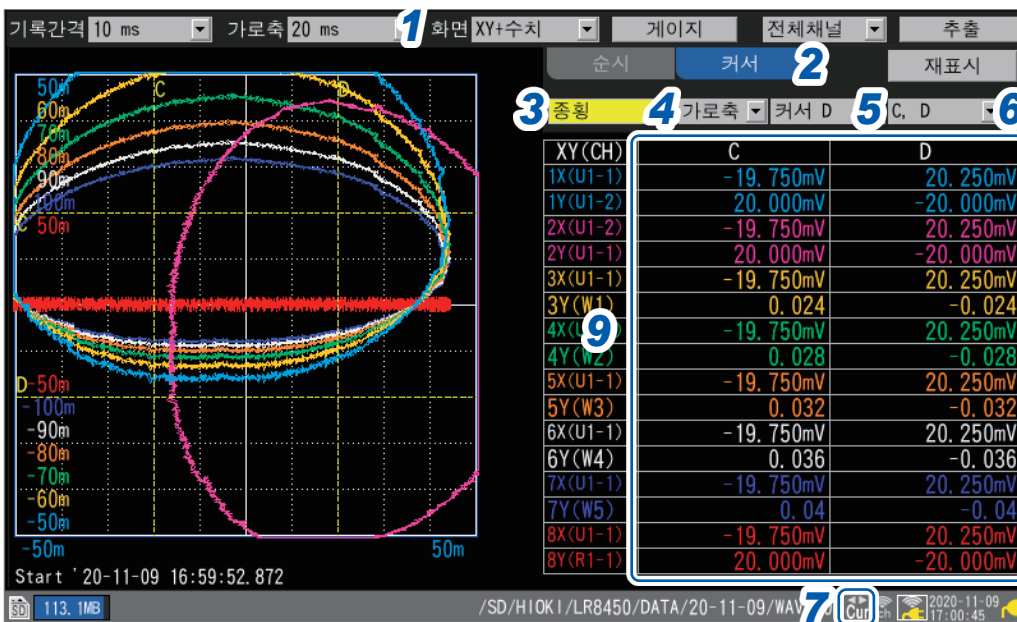 기록간격 10 ms 가로축 20 ms 1 화면 XY+수치 게이지 전체채널 추출
순시 커서 2 재표시
3 종횡 4 가로축 커서 D 5 C, D 6
C D
50m
60m
70m
80m
90m
100m
C 50m
D -50m
-100m
-90m
-80m
-70m
-60m
-50m
-50m 50m
Start '20-11-09 16:59:52.872
XY(CH) C D
1X(U1-1) -19.750mV 20.250mV
1Y(U1-2) 20.000mV -20.000mV
2X(U1-2) -19.750mV 20.250mV
2Y(U1-1) 20.000mV -20.000mV
3X(U1-1) -19.750mV 20.250mV
3Y(W1) 0.024 -0.024
9
-19.750mV 20.250mV
4Y(W2) 0.028 -0.028
5X(U1-1) -19.750mV 20.250mV
5Y(W3) 0.032 -0.032
6X(U1-1) -19.750mV 20.250mV
6Y(W4) 0.036 -0.036
7X(U1-1) -19.750mV 20.250mV
7Y(W5) 0.04 -0.04
8X(U1-1) -19.750mV 20.250mV
8Y(R1-1) 20.000mV -20.000mV
SD 113.1MB /SD/HIOKI/LR8450/DATA/20-11-09/WAV 7 Cur 2020-11-09
17:00:45